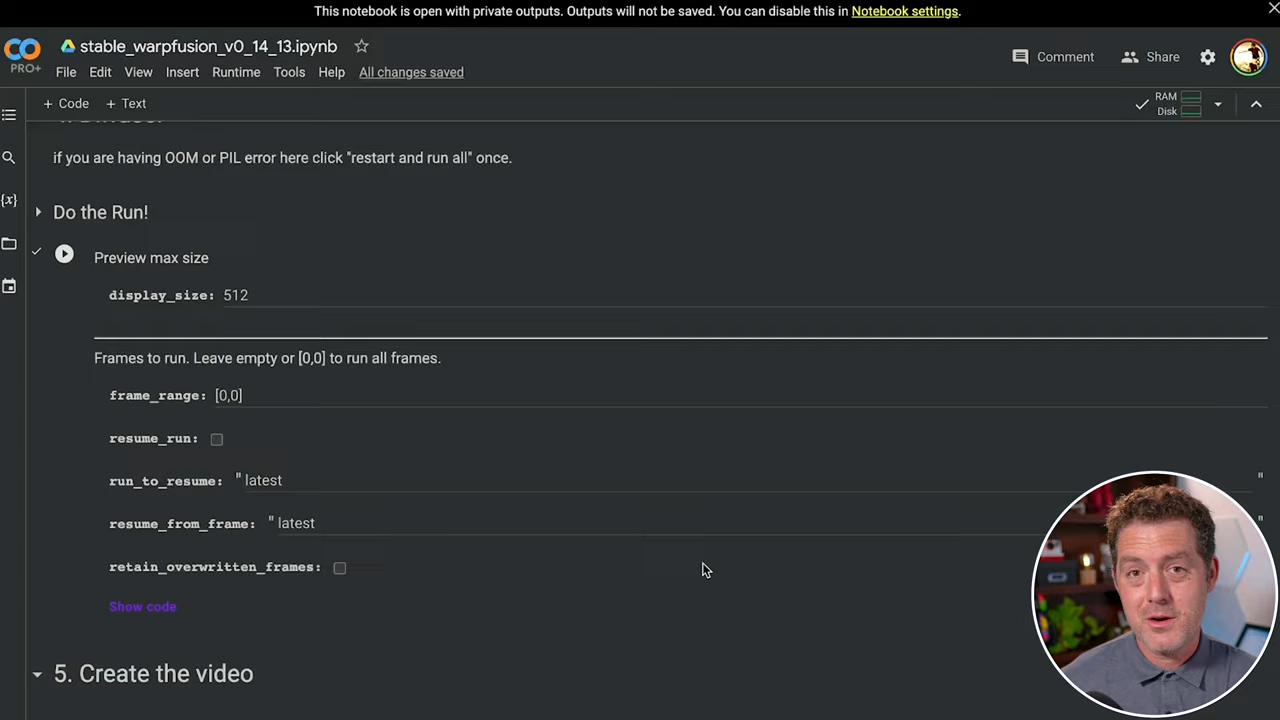 This notebook is open with private outputs. Outputs will not be saved. You can disable this in Notebook settings.
stable_warpfusion_v0_14_13.ipynb
PRO+
File Edit View Insert Runtime Tools Help All changes saved
Comment Share
+ Code + Text
RAM
Disk
if you are having OOM or PIL error here click "restart and run all" once.
{x}
Do the Run!
Preview max size
display_size: 512
Frames to run. Leave empty or [0,0] to run all frames.
frame_range: [0,0]
resume_run:
run_to_resume: "latest "
resume_from_frame: "latest "
retain_overwritten_frames:
Show code
5. Create the video